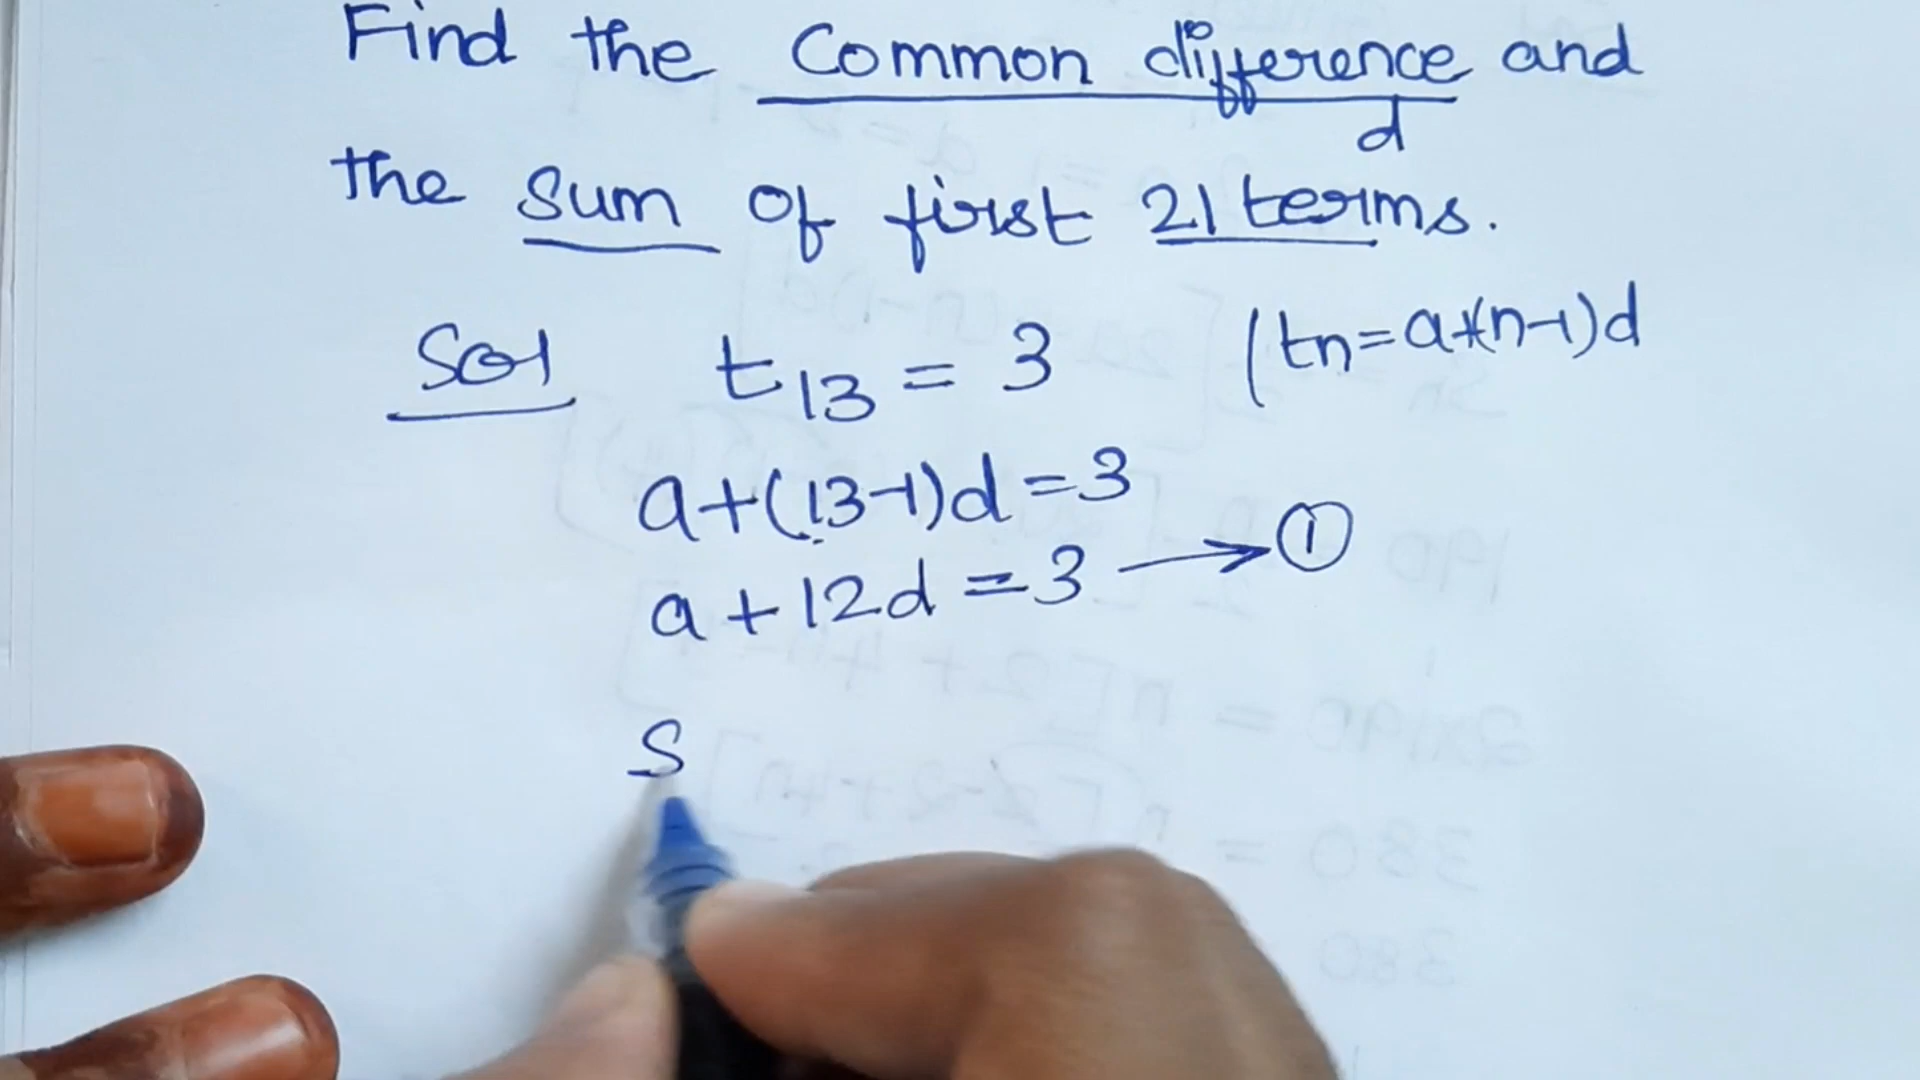 Find the Common difference and
d
the Sum of first 21 terms.
Sol t13 = 3 (tn=a+(n-1)d
a+(13-1)d=3
a+12d=3 → ①
S